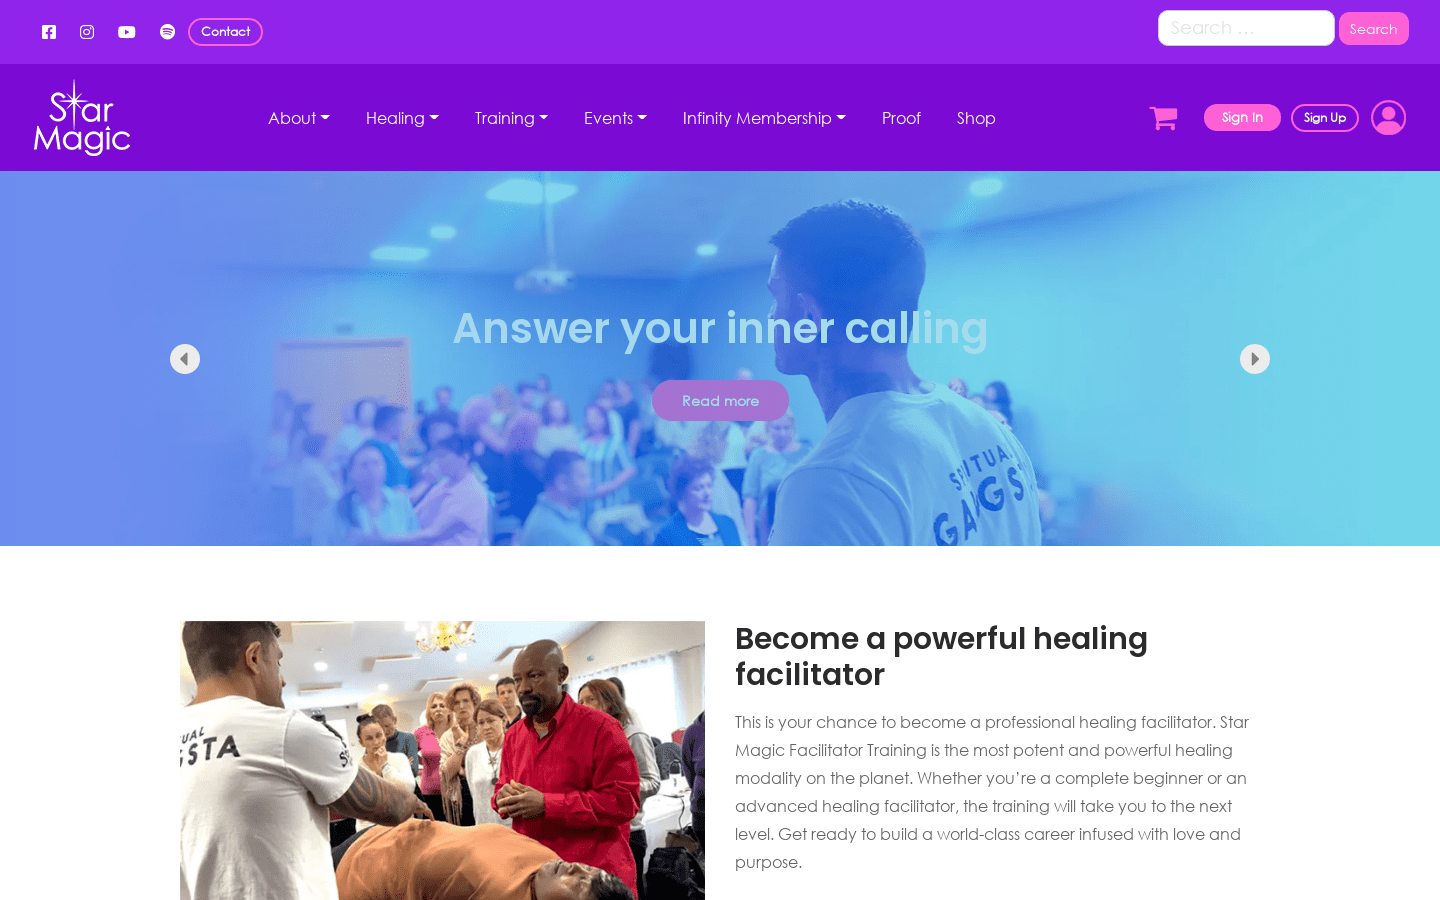 Contact
Search …
Search
Star
Magic
About
Healing
Training
Events
Infinity Membership
Proof
Shop
Sign In
Sign Up
Answer your inner calling
Read more
GANGS
Become a powerful healing
facilitator
This is your chance to become a professional healing facilitator. Star
Magic Facilitator Training is the most potent and powerful healing
modality on the planet. Whether you’re a complete beginner or an
advanced healing facilitator, the training will take you to the next
level. Get ready to build a world-class career infused with love and
purpose.